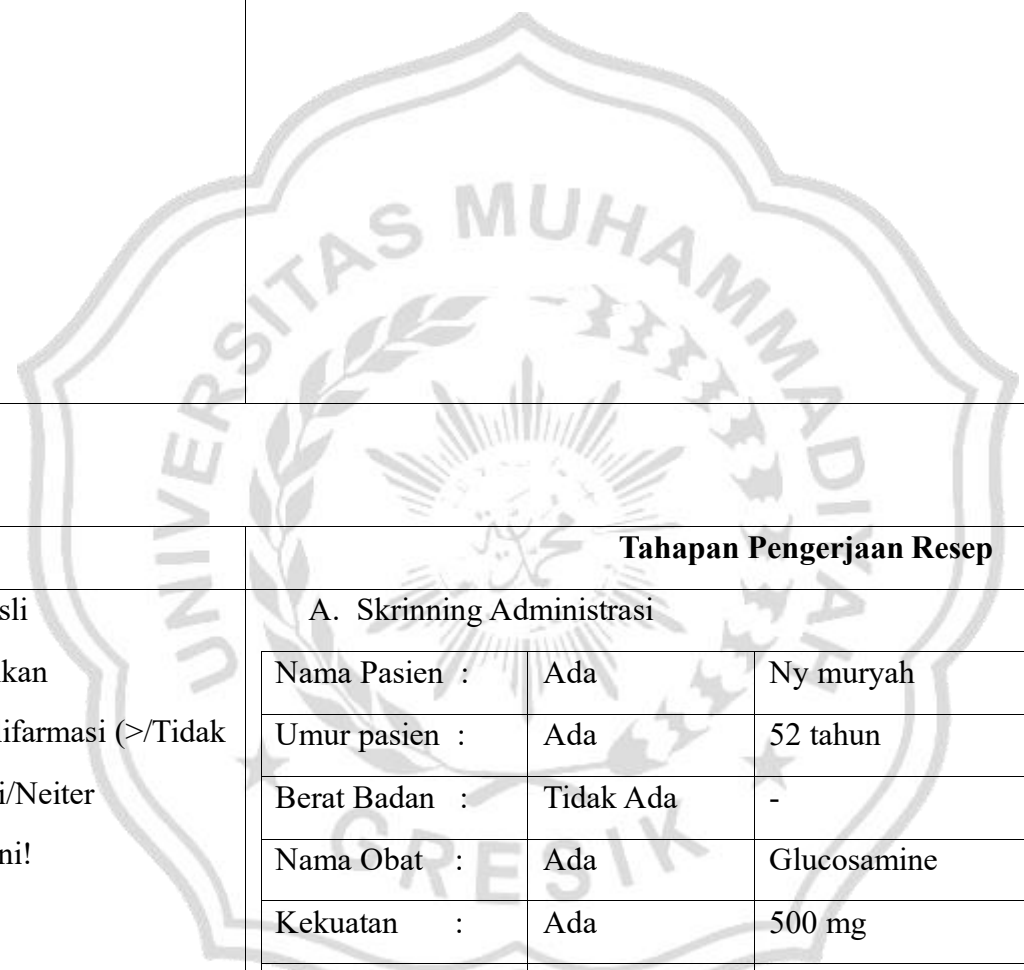 UNIVERSITAS MUHAMMADIYAH
GRESIK
Tahapan Pengerjaan Resep
sli
kan
lifarmasi (>/Tidak
i/Neiter
ni!
A. Skrinning Administrasi
Nama Pasien : Ada Ny muryah
Umur pasien : Ada 52 tahun
Berat Badan : Tidak Ada -
Nama Obat : Ada Glucosamine
Kekuatan : Ada 500 mg